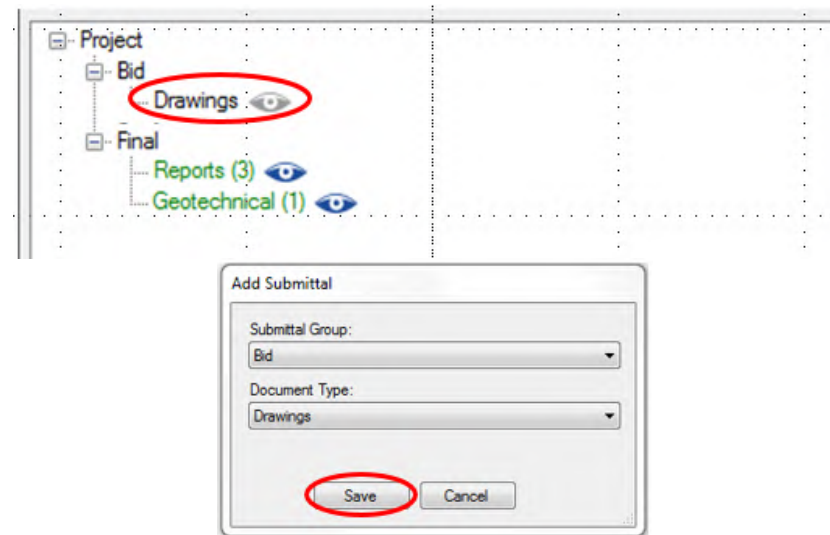 Project
Bid
Drawings
Final
Reports (3)
Geotechnical (1)
Add Submittal
Submittal Group:
Bid
Document Type:
Drawings
Save Cancel